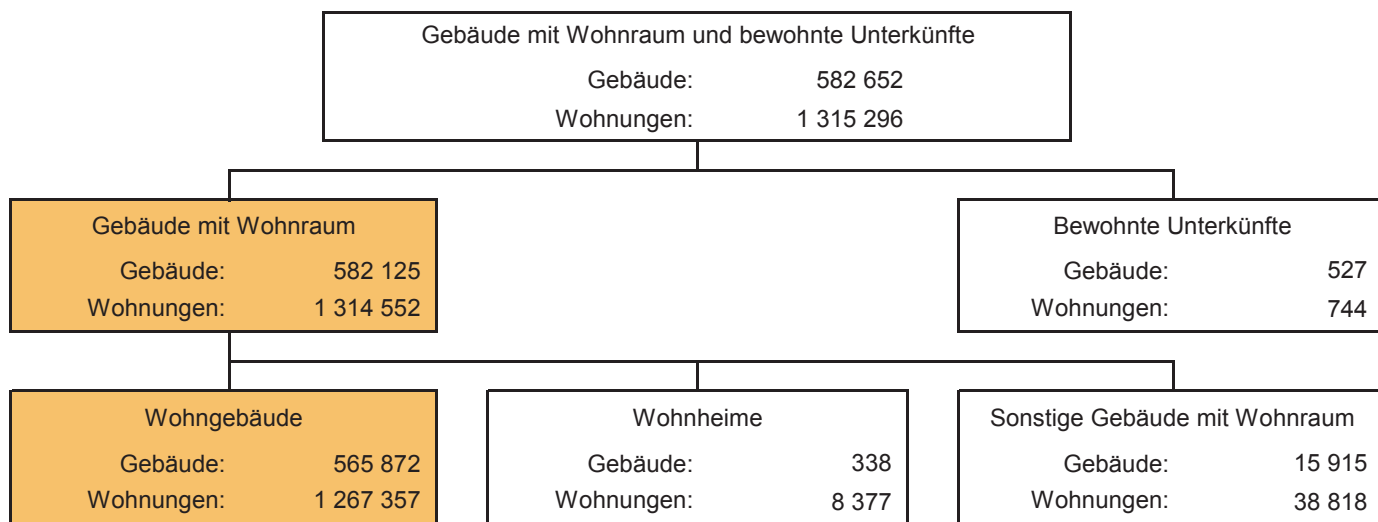 Gebäude mit Wohnraum und bewohnte Unterkünfte
Gebäude: 582 652
Wohnungen: 1 315 296
Gebäude mit Wohnraum
Gebäude: 582 125
Wohnungen: 1 314 552
Bewohnte Unterkünfte
Gebäude: 527
Wohnungen: 744
Wohngebäude
Gebäude: 565 872
Wohnungen: 1 267 357
Wohnheime
Gebäude: 338
Wohnungen: 8 377
Sonstige Gebäude mit Wohnraum
Gebäude: 15 915
Wohnungen: 38 818